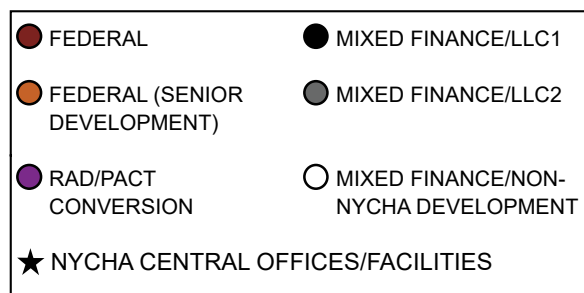 FEDERAL
MIXED FINANCE/LLC1
FEDERAL (SENIOR
DEVELOPMENT)
MIXED FINANCE/LLC2
RAD/PACT
CONVERSION
MIXED FINANCE/NON-
NYCHA DEVELOPMENT
NYCHA CENTRAL OFFICES/FACILITIES